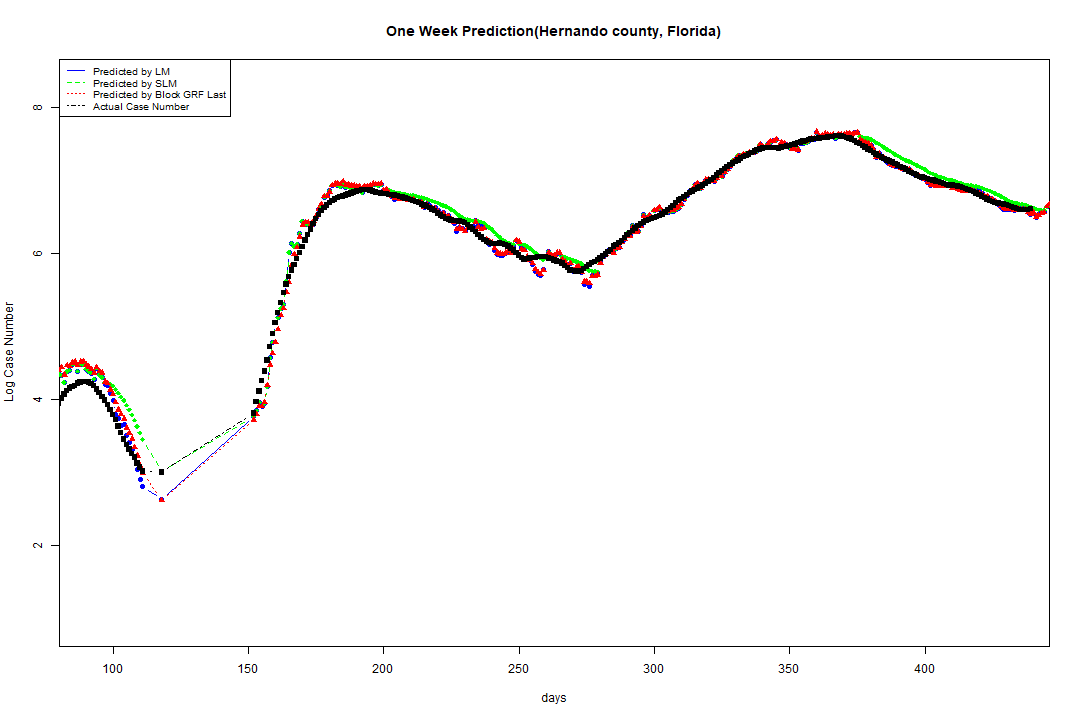 One Week Prediction(Hernando county, Florida)
Predicted by LM
Predicted by SLM
Predicted by Block GRF Last
Actual Case Number
Log Case Number
8
6
4
2
100 150 200 250 300 350 400
days